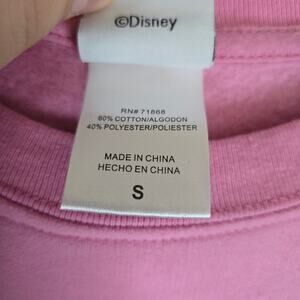 ©Disney
RN# 71868
60% COTTON/ALGODON
40% POLYESTER/POLIESTER
MADE IN CHINA
HECHO EN CHINA
S